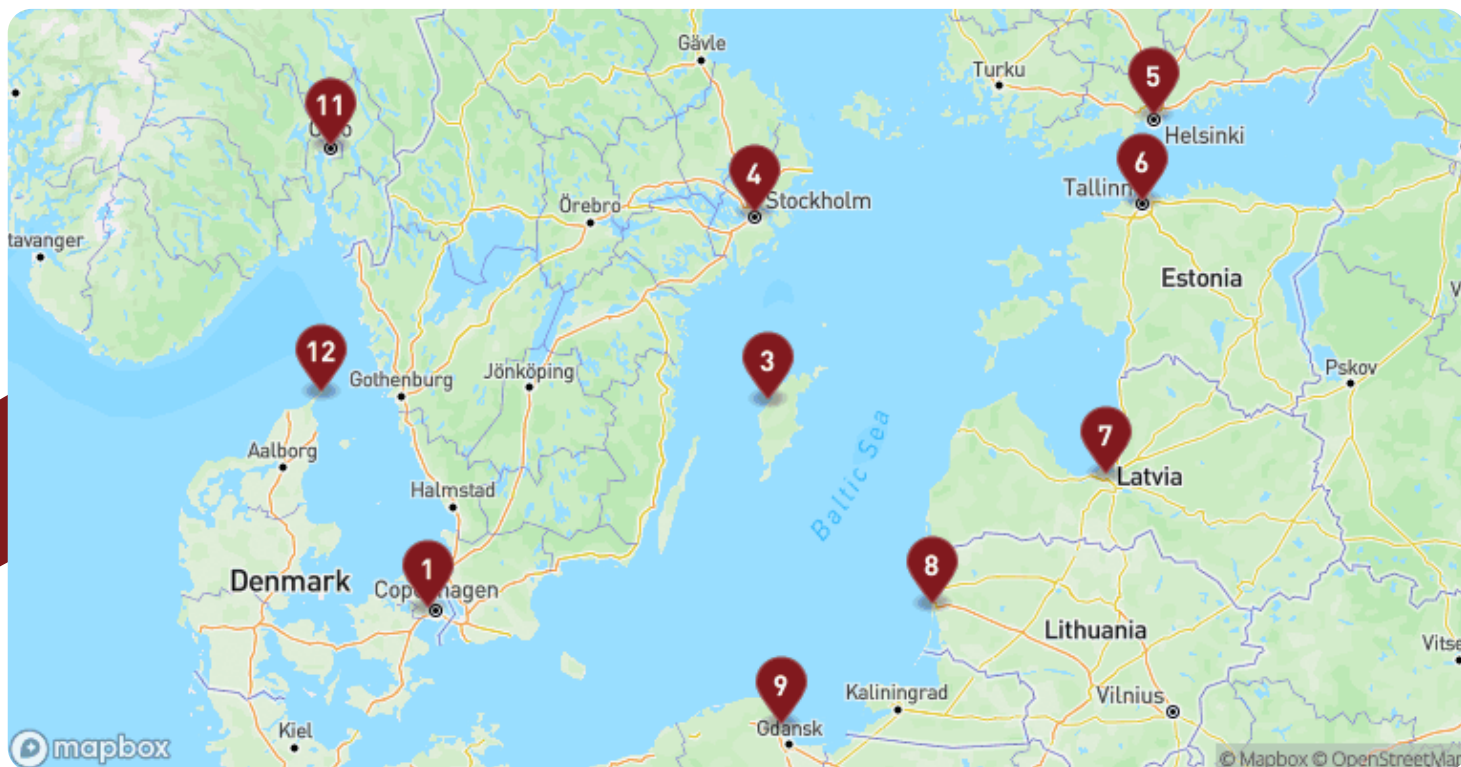 Gävle
Turku
5
11
Helsinki
6
4
Tallinn
Stockholm
Örebro
tavanger
Estonia
12
3
Gothenburg
Jönköping
Pskov
Baltic Sea
7
Aalborg
Latvia
Halmstad
8
1
Denmark
Copenhagen
Lithuania
Vitse
9
Kaliningrad
Vilnius
Gdansk
Kiel
mapbox
© Mapbox © OpenStreetMap